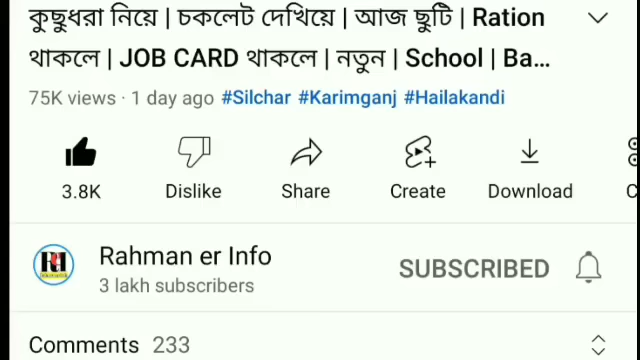 কুছুধরা নিয়ে | চকলেট দেখিয়ে | আজ ছুটি | Ration
থাকলে | JOB CARD থাকলে | নতুন | School | Ba...
75K views · 1 day ago #Silchar #Karimganj #Hailakandi
3.8K Dislike Share Create Download
Rahman er Info
3 lakh subscribers
SUBSCRIBED
Comments 233